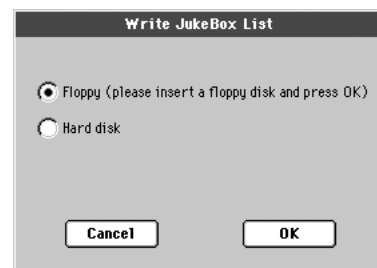 Write JukeBox List
Floppy (please insert a floppy disk and press OK)
Hard disk
Cancel
OK